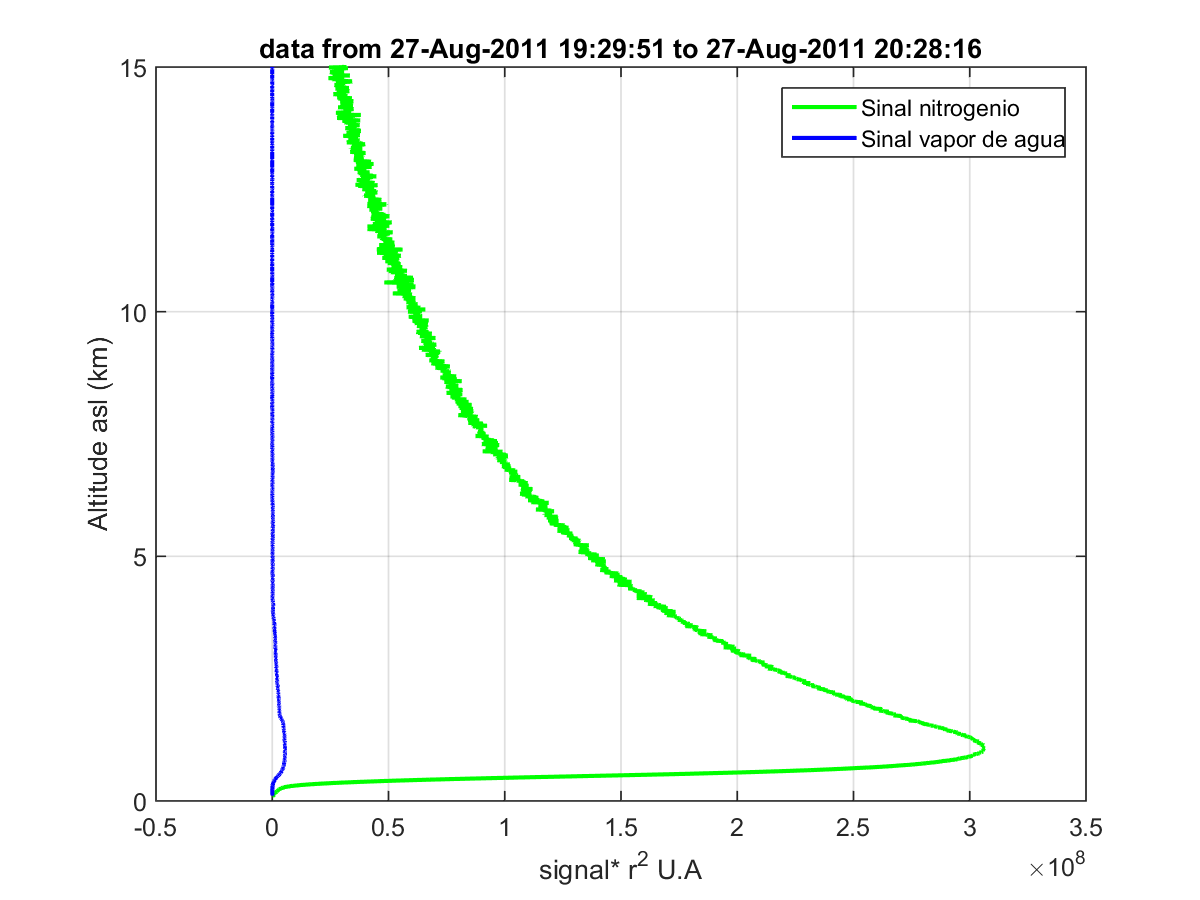 data from 27-Aug-2011 19:29:51 to 27-Aug-2011 20:28:16
15
Sinal nitrogenio
Sinal vapor de agua
10
Altitude asl (km)
5
0
-0.5 0 0.5 1 1.5 2 2.5 3 3.5
signal* r² U.A
×10⁸